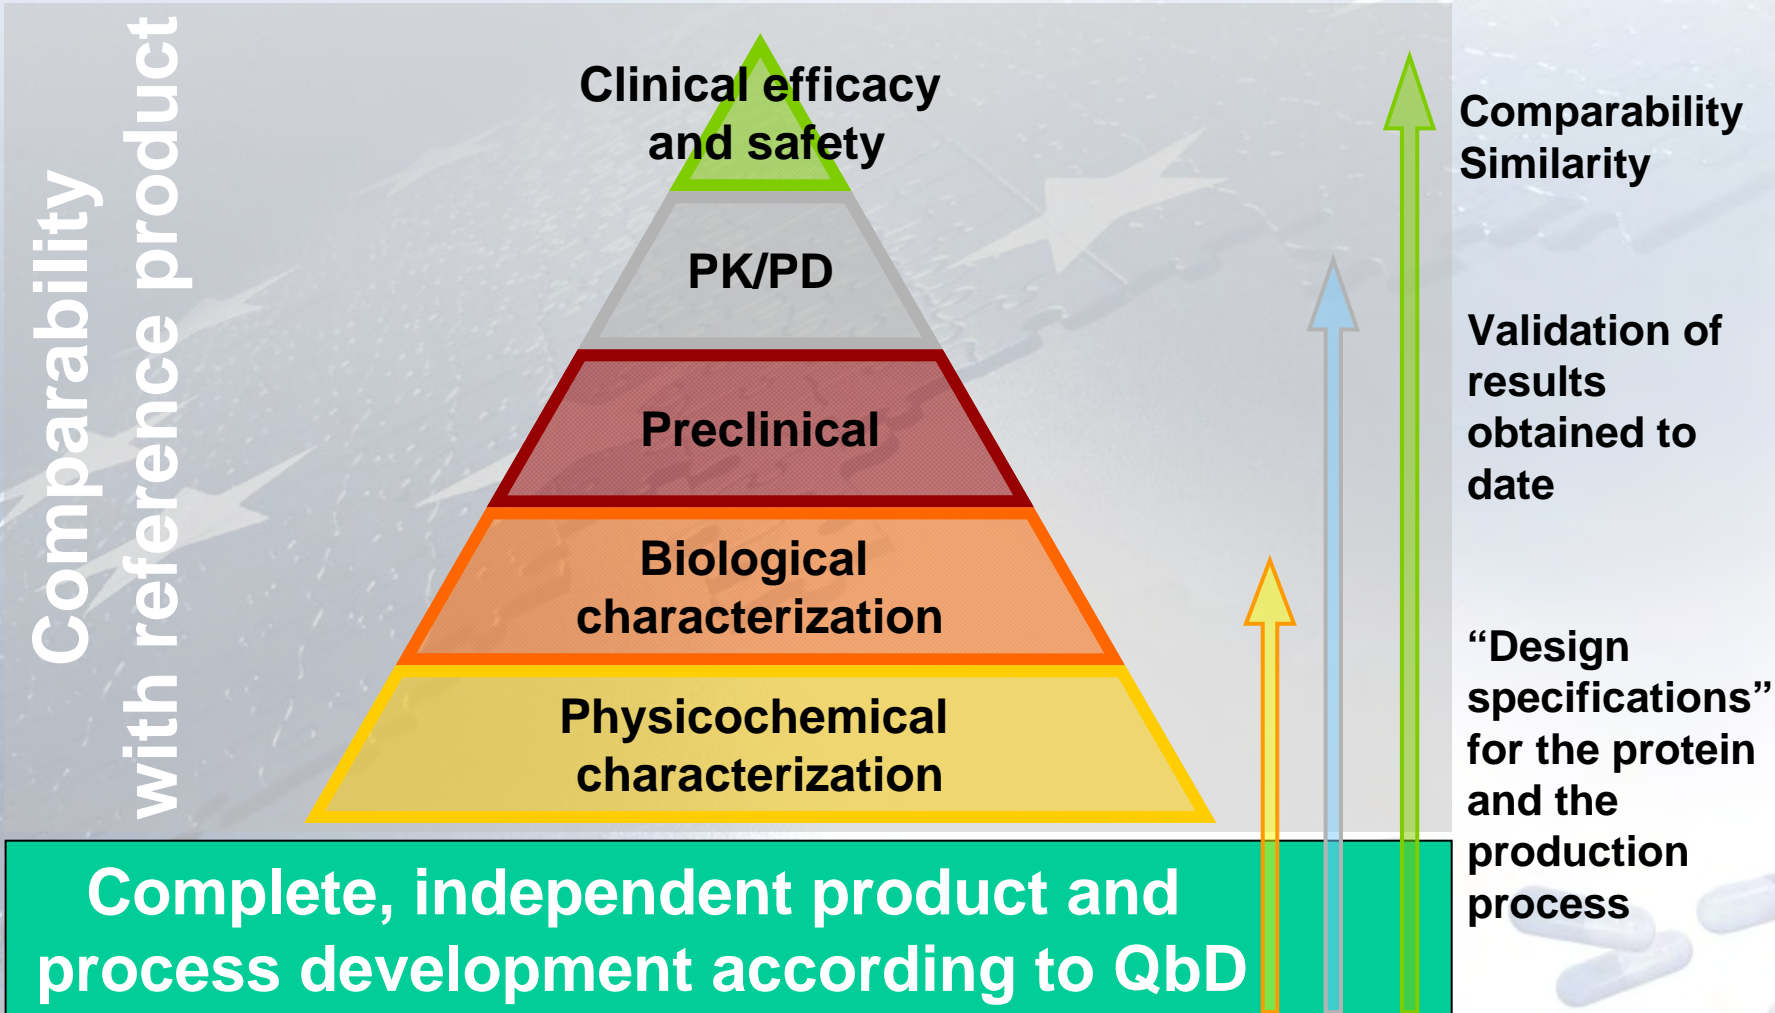 Comparability
with reference product
Clinical efficacy
and safety
PK/PD
Preclinical
Biological
characterization
Physicochemical
characterization
Complete, independent product and
process development according to QbD
Comparability
Similarity
Validation of
results
obtained to
date
“Design
specifications”
for the protein
and the
production
process